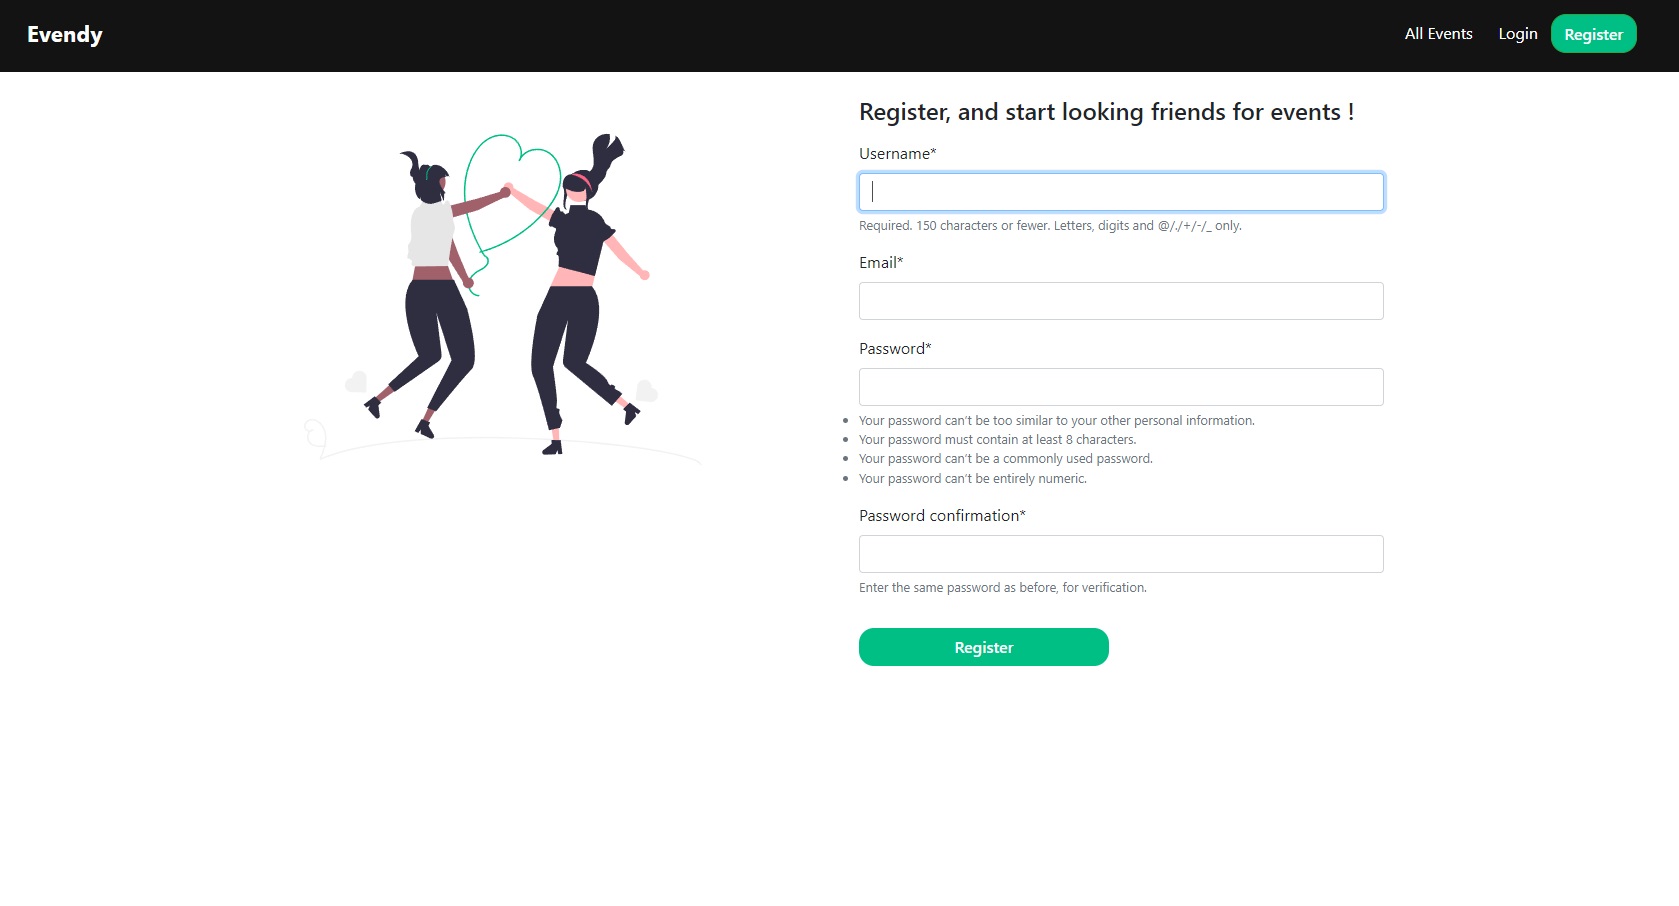 Evendy
All Events
Login
Register
Register, and start looking friends for events !
Username*
Required. 150 characters or fewer. Letters, digits and @/./+/-/_ only.
Email*
Password*
Your password can't be too similar to your other personal information.
Your password must contain at least 8 characters.
Your password can't be a commonly used password.
Your password can't be entirely numeric.
Password confirmation*
Enter the same password as before, for verification.
Register